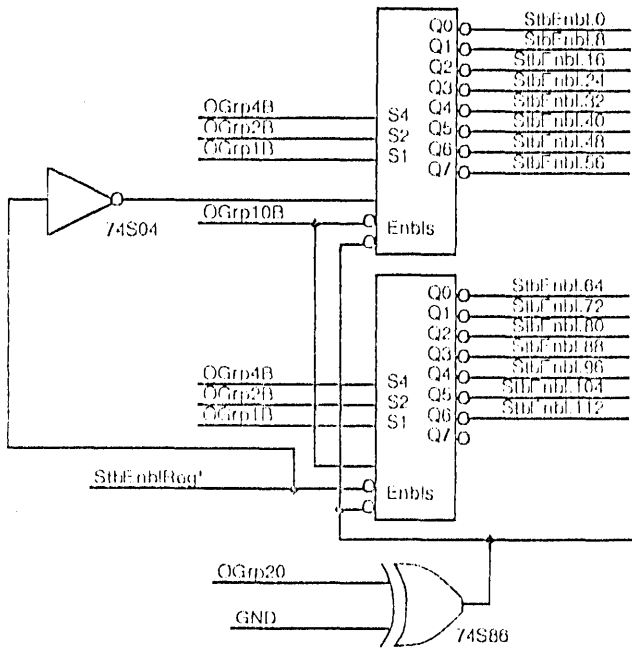 Q0 StbEnbl.0
Q1 StbEnbl.8
Q2 StbEnbl.16
Q3 StbEnbl.24
OGrp4B S4 Q4 StbEnbl.32
OGrp2B S2 Q5 StbEnbl.40
OGrp1B S1 Q6 StbEnbl.48
Q7 StbEnbl.56
74S04
OGrp10B Enbls
Q0 StbEnbl.64
Q1 StbEnbl.72
Q2 StbEnbl.80
Q3 StbEnbl.88
OGrp4B S4 Q4 StbEnbl.96
OGrp2B S2 Q5 StbEnbl.104
OGrp1B S1 Q6 StbEnbl.112
Q7
StbEnblReg' Enbls
OGrp20
GND
74S86